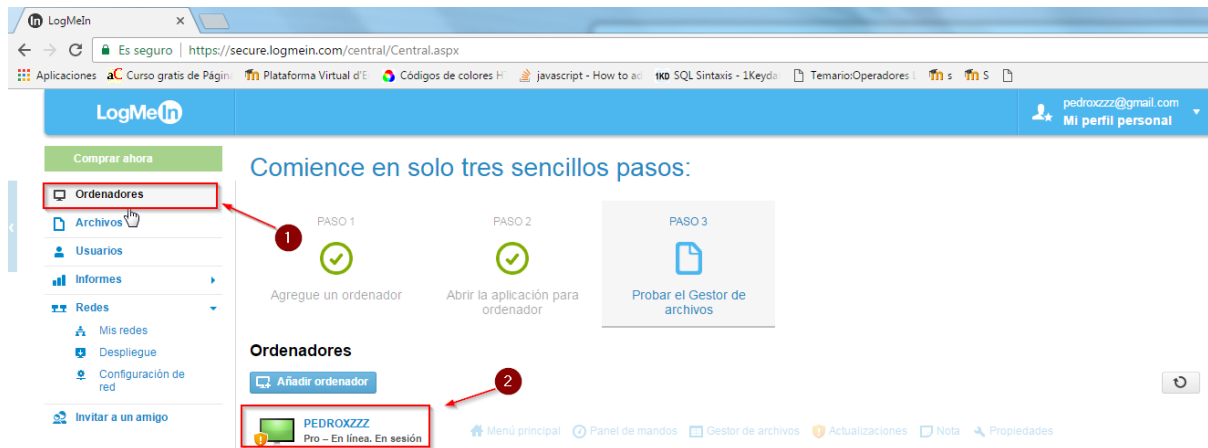 LogMeIn
Es seguro | https://secure.logmein.com/central/Central.aspx
Aplicaciones aC Curso gratis de Págin Plataforma Virtual d'E Códigos de colores H javascript - How to ad 1KD SQL Sintaxis - 1Keyda Temario:Operadores L s S
LogMeIn
pedroxzzz@gmail.com
Mi perfil personal
Comprar ahora
Comience en solo tres sencillos pasos:
Ordenadores
Archivos
Usuarios
Informes
Redes
Mis redes
Despliegue
Configuración de
red
Invitar a un amigo
1
PASO 1
Agregue un ordenador
PASO 2
Abrir la aplicación para
ordenador
PASO 3
Probar el Gestor de
archivos
Ordenadores
Añadir ordenador
2
PEDROXZZZ
Pro – En línea. En sesión
Menú principal Panel de mandos Gestor de archivos Actualizaciones Nota Propiedades